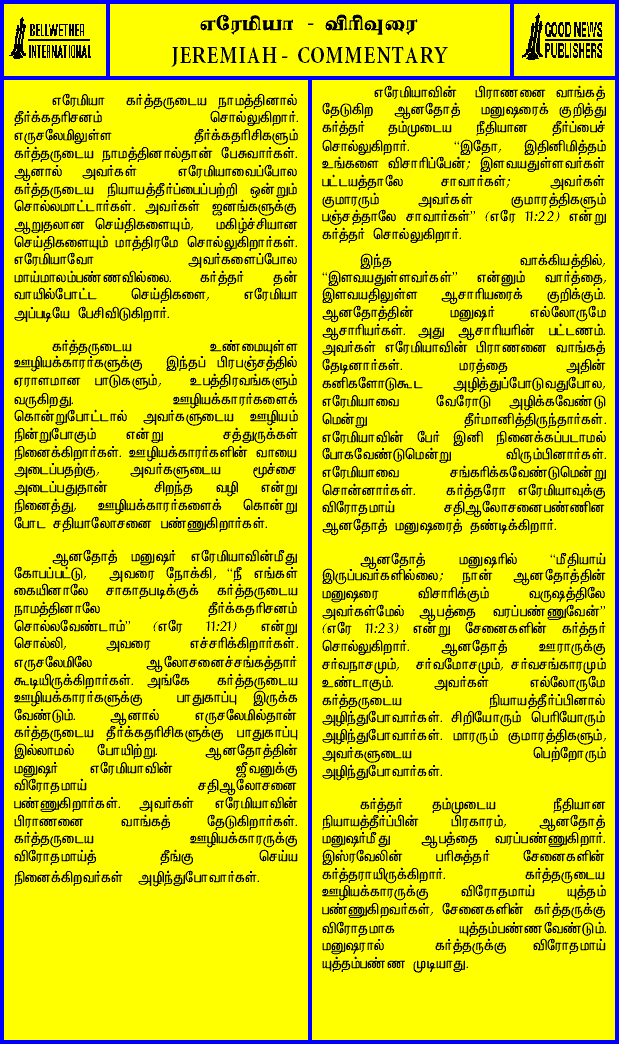 BELLWETHER
INTERNATIONAL
எரேமியா - விரிவுரை
JEREMIAH - COMMENTARY
GOOD NEWS
PUBLISHERS
எரேமியா கர்த்தருடைய நாமத்தினால்
தீர்க்கதரிசனம் சொல்லுகிறார்.
எருசலேமிலுள்ள தீர்க்கதரிசிகளும்
கர்த்தருடைய நாமத்தினால்தான் பேசுவார்கள்.
ஆனால் அவர்கள் எரேமியாவைப்போல
கர்த்தருடைய நியாயத்தீர்ப்பைப்பற்றி ஒன்றும்
சொல்லமாட்டார்கள். அவர்கள் ஜனங்களுக்கு
ஆறுதலான செய்திகளையும், மகிழ்ச்சியான
செய்திகளையும் மாத்திரமே சொல்லுகிறார்கள்.
எரேமியாவோ அவர்களைப்போல
மாய்மாலம்பண்ணவில்லை. கர்த்தர் தன்
வாயில்போட்ட செய்திகளை, எரேமியா
அப்படியே பேசிவிடுகிறார்.
கர்த்தருடைய உண்மையுள்ள
ஊழியக்காரர்களுக்கு இந்தப் பிரபஞ்சத்தில்
ஏராளமான பாடுகளும், உபத்திரவங்களும்
வருகிறது. ஊழியக்காரர்களைக்
கொன்றுபோட்டால் அவர்களுடைய ஊழியம்
நின்றுபோகும் என்று சத்துருக்கள்
நினைக்கிறார்கள். ஊழியக்காரர்களின் வாயை
அடைப்பதற்கு, அவர்களுடைய மூச்சை
அடைப்பதுதான் சிறந்த வழி என்று
நினைத்து, ஊழியக்காரர்களைக் கொன்று
போட சதியாலோசனை பண்ணுகிறார்கள்.
ஆனதோத் மனுஷர் எரேமியாவின்மீது
கோபப்பட்டு, அவரை நோக்கி, “நீ எங்கள்
கையினாலே சாகாதபடிக்குக் கர்த்தருடைய
நாமத்தினாலே தீர்க்கதரிசனம்
சொல்லவேண்டாம்” (எரே 11:21) என்று
சொல்லி, அவரை எச்சரிக்கிறார்கள்.
எருசலேமிலே ஆலோசனைச்சங்கத்தார்
கூடியிருக்கிறார்கள். அங்கே கர்த்தருடைய
ஊழியக்காரர்களுக்கு பாதுகாப்பு இருக்க
வேண்டும். ஆனால் எருசலேமில்தான்
கர்த்தருடைய தீர்க்கதரிசிகளுக்கு பாதுகாப்பு
இல்லாமல் போயிற்று. ஆனதோத்தின்
மனுஷர் எரேமியாவின் ஜீவனுக்கு
விரோதமாய் சதிஆலோசனை
பண்ணுகிறார்கள். அவர்கள் எரேமியாவின்
பிராணனை வாங்கத் தேடுகிறார்கள்.
கர்த்தருடைய ஊழியக்காரருக்கு
விரோதமாய்த் தீங்கு செய்ய
நினைக்கிறவர்கள் அழிந்துபோவார்கள்.
எரேமியாவின் பிராணனை வாங்கத்
தேடுகிற ஆனதோத் மனுஷரைக் குறித்து
கர்த்தர் தம்முடைய நீதியான தீர்ப்பைச்
சொல்லுகிறார். “இதோ, இதினிமித்தம்
உங்களை விசாரிப்பேன்; இளவயதுள்ளவர்கள்
பட்டயத்தாலே சாவார்கள்; அவர்கள்
குமாரரும் அவர்கள் குமாரத்திகளும்
பஞ்சத்தாலே சாவார்கள்” (எரே 11:22) என்று
கர்த்தர் சொல்லுகிறார்.
இந்த வாக்கியத்தில்,
“இளவயதுள்ளவர்கள்” என்னும் வார்த்தை,
இளவயதிலுள்ள ஆசாரியரைக் குறிக்கும்.
ஆனதோத்தின் மனுஷர் எல்லோருமே
ஆசாரியர்கள். அது ஆசாரியரின் பட்டணம்.
அவர்கள் எரேமியாவின் பிராணனை வாங்கத்
தேடினார்கள். மரத்தை அதின்
கனிகளோடுகூட அழித்துப்போடுவதுபோல,
எரேமியாவை வேரோடு அழிக்கவேண்டு
மென்று தீர்மானித்திருந்தார்கள்.
எரேமியாவின் பேர் இனி நினைக்கப்படாமல்
போகவேண்டுமென்று விரும்பினார்கள்.
எரேமியாவை சங்கரிக்கவேண்டுமென்று
சொன்னார்கள். கர்த்தரோ எரேமியாவுக்கு
விரோதமாய் சதிஆலோசனைபண்ணின
ஆனதோத் மனுஷரைத் தண்டிக்கிறார்.
ஆனதோத் மனுஷரில் “மீதியாய்
இருப்பவர்களில்லை; நான் ஆனதோத்தின்
மனுஷரை விசாரிக்கும் வருஷத்திலே
அவர்கள்மேல் ஆபத்தை வரப்பண்ணுவேன்”
(எரே 11:23) என்று சேனைகளின் கர்த்தர்
சொல்லுகிறார். ஆனதோத் ஊராருக்கு
சர்வநாசமும், சர்வமோசமும், சர்வசங்காரமும்
உண்டாகும். அவர்கள் எல்லோருமே
கர்த்தருடைய நியாயத்தீர்ப்பினால்
அழிந்துபோவார்கள். சிறியோரும் பெரியோரும்
அழிந்துபோவார்கள். மாரரும் குமாரத்திகளும்,
அவர்களுடைய பெற்றோரும்
அழிந்துபோவார்கள்.
கர்த்தர் தம்முடைய நீதியான
நியாயத்தீர்ப்பின் பிரகாரம், ஆனதோத்
மனுஷர்மீது ஆபத்தை வரப்பண்ணுகிறார்.
இஸ்ரவேலின் பரிசுத்தர் சேனைகளின்
கர்த்தராயிருக்கிறார். கர்த்தருடைய
ஊழியக்காரருக்கு விரோதமாய் யுத்தம்
பண்ணுகிறவர்கள், சேனைகளின் கர்த்தருக்கு
விரோதமாக யுத்தம்பண்ணவேண்டும்.
மனுஷரால் கர்த்தருக்கு விரோதமாய்
யுத்தம்பண்ண முடியாது.